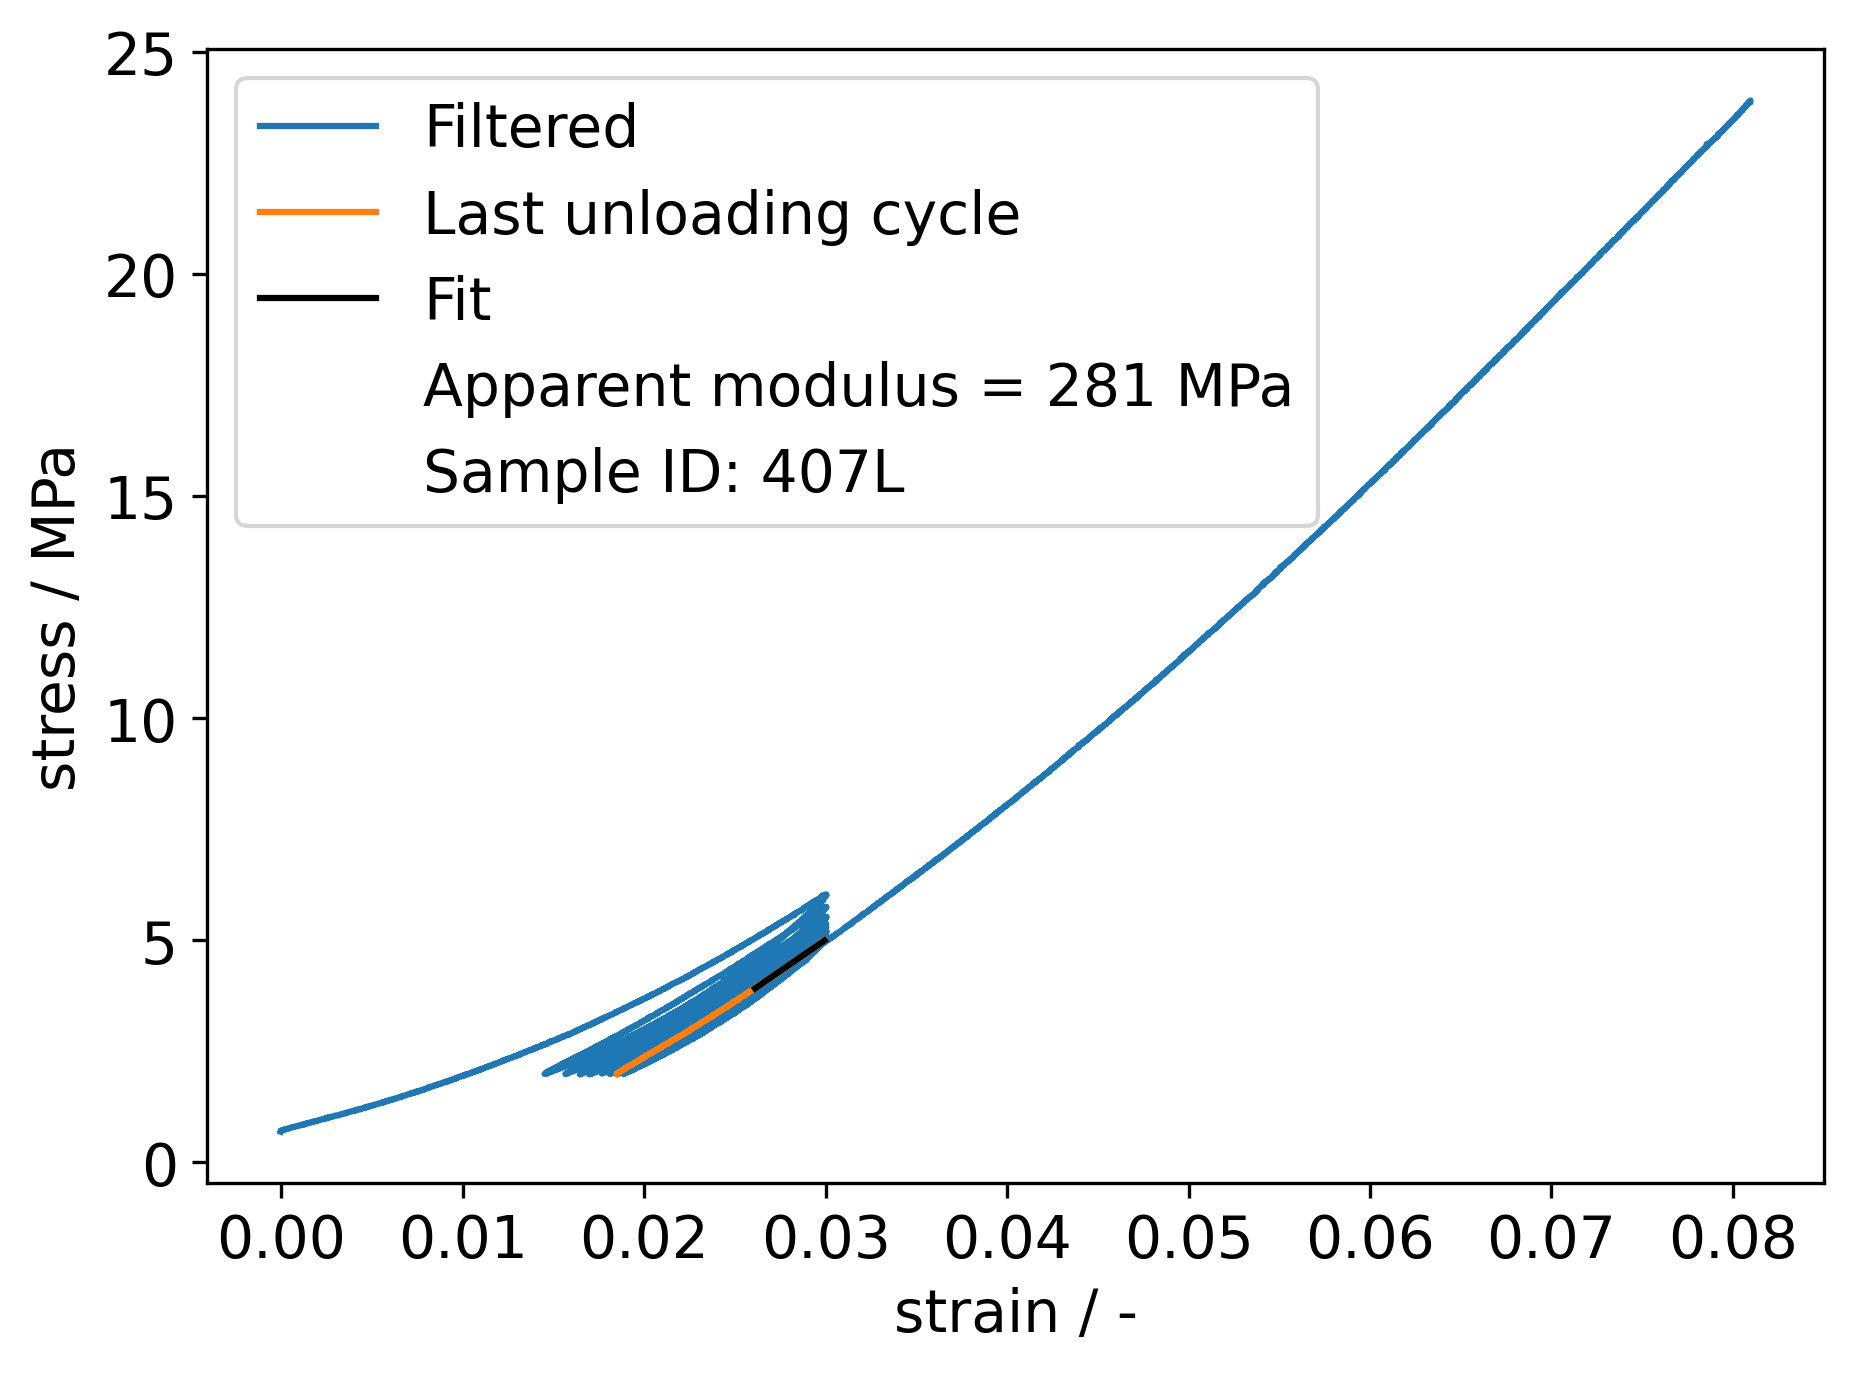 25
20
15
10
5
0
stress / MPa
Filtered
Last unloading cycle
Fit
Apparent modulus = 281 MPa
Sample ID: 407L
0.00 0.01 0.02 0.03 0.04 0.05 0.06 0.07 0.08
strain / -